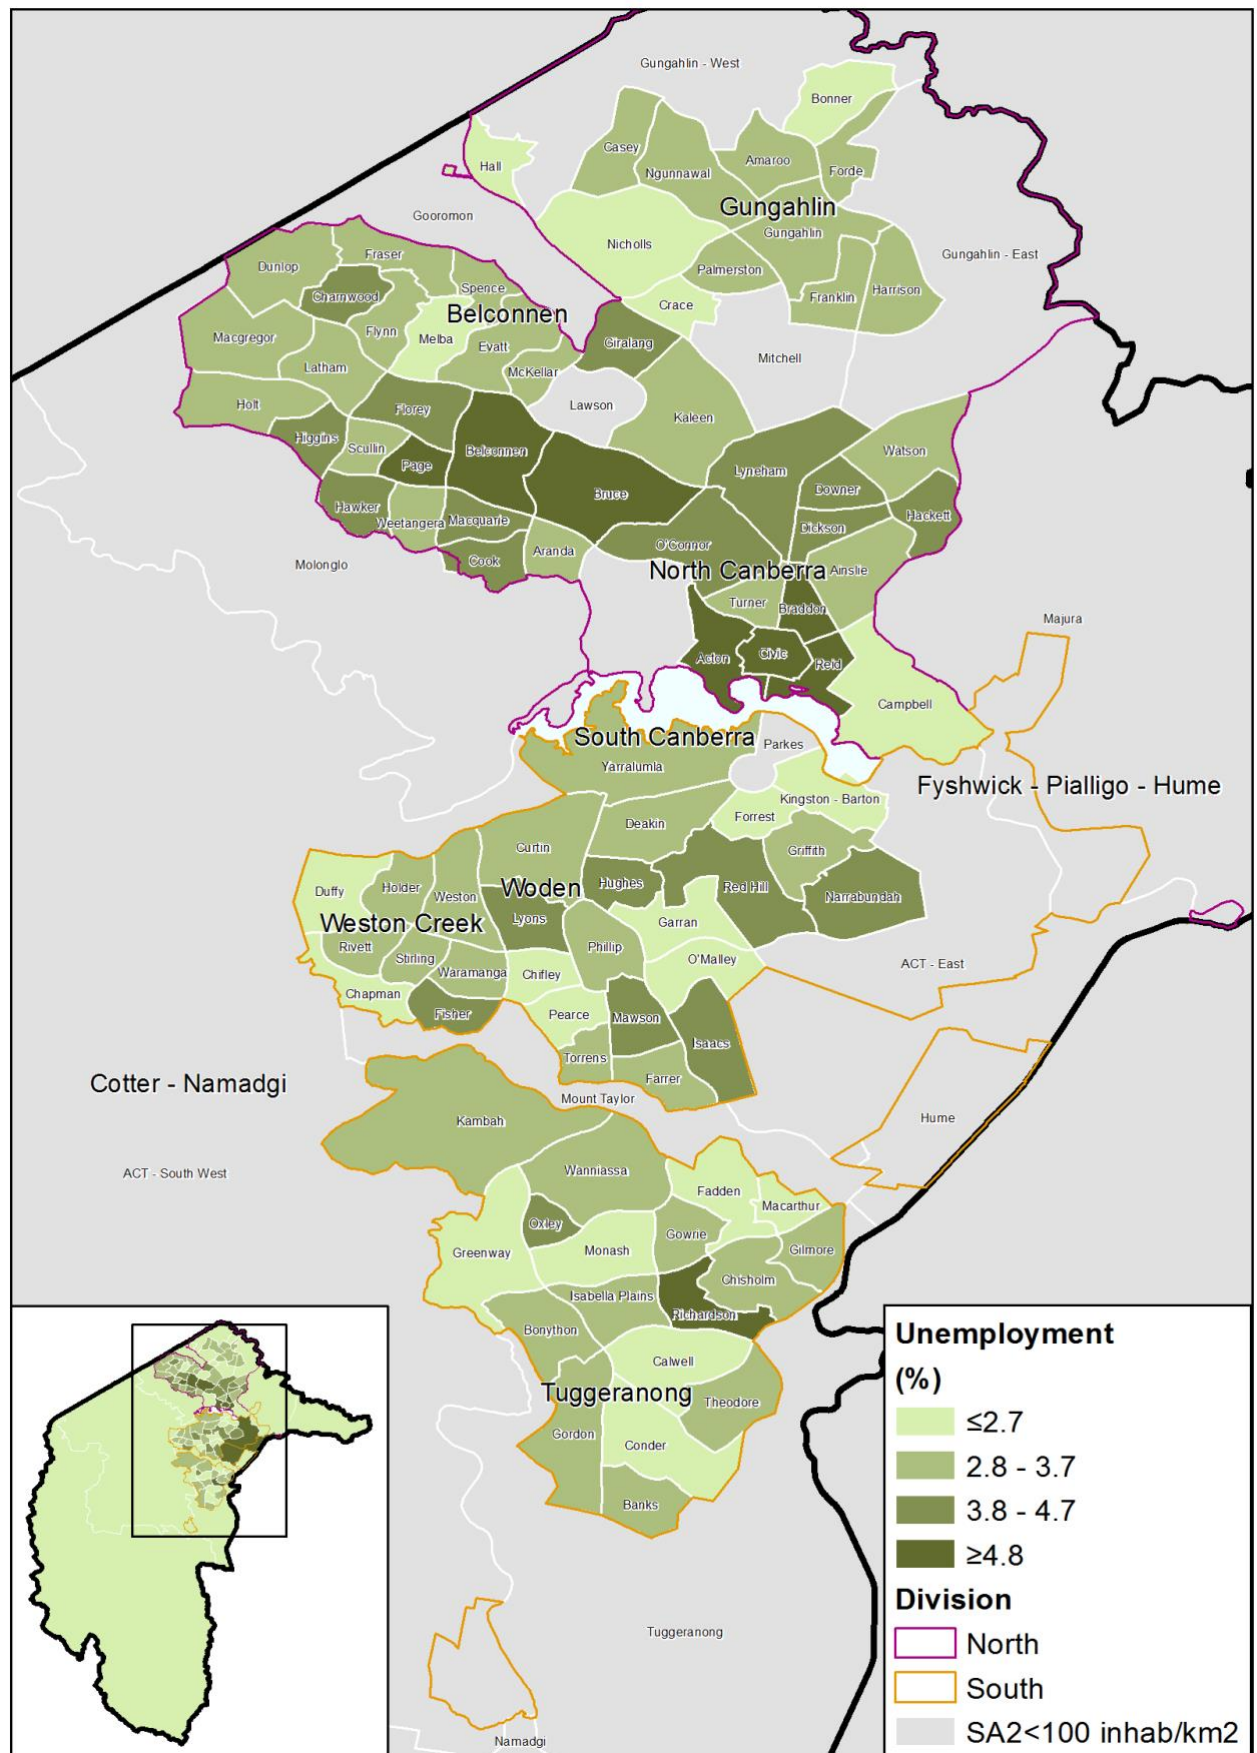 Gungahlin - West
Bonner
Casey
Amaroo
Hall
Ngunnawal
Forde
Gungahlin
Gooromon
Gungahlin
Nicholls
Gungahlin - East
Fraser
Dunlop
Palmerston
Spence
Charnwood
Franklin
Harrison
Crace
Belconnen
Flynn
Macgregor
Melba
Evatt
Giralang
Mitchell
Latham
McKellar
Holt
Florey
Lawson
Kaleen
Higgins
Scullin
Belconnen
Watson
Page
Lyneham
Bruce
Downer
Hawker
Weetangera
Macquarie
Hackett
Dickson
Cook
Aranda
O'Connor
Molonglo
North Canberra
Ainslie
Turner
Braddon
Majura
Acton
Civic
Reid
Campbell
South Canberra
Parkes
Yarralumla
Fyshwick - Pialligo - Hume
Kingston - Barton
Forrest
Deakin
Curtin
Griffith
Duffy
Holder
Weston
Woden
Hughes
Red Hill
Narrabundah
Weston Creek
Lyons
Garran
Rivett
Phillip
Stirling
O'Malley
ACT - East
Waramanga
Chifley
Chapman
Fisher
Pearce
Mawson
Isaacs
Torrens
Farrer
Cotter - Namadgi
Mount Taylor
Kambah
Hume
ACT - South West
Wanniassa
Fadden
Macarthur
Oxley
Gowrie
Greenway
Monash
Gilmore
Chisholm
Isabella Plains
Richardson
Bonython
Calwell
Tuggeranong
Theodore
Gordon
Conder
Banks
Tuggeranong
Namadgi
Unemployment
(%)
≤2.7
2.8 - 3.7
3.8 - 4.7
≥4.8
Division
North
South
SA2<100 inhab/km2